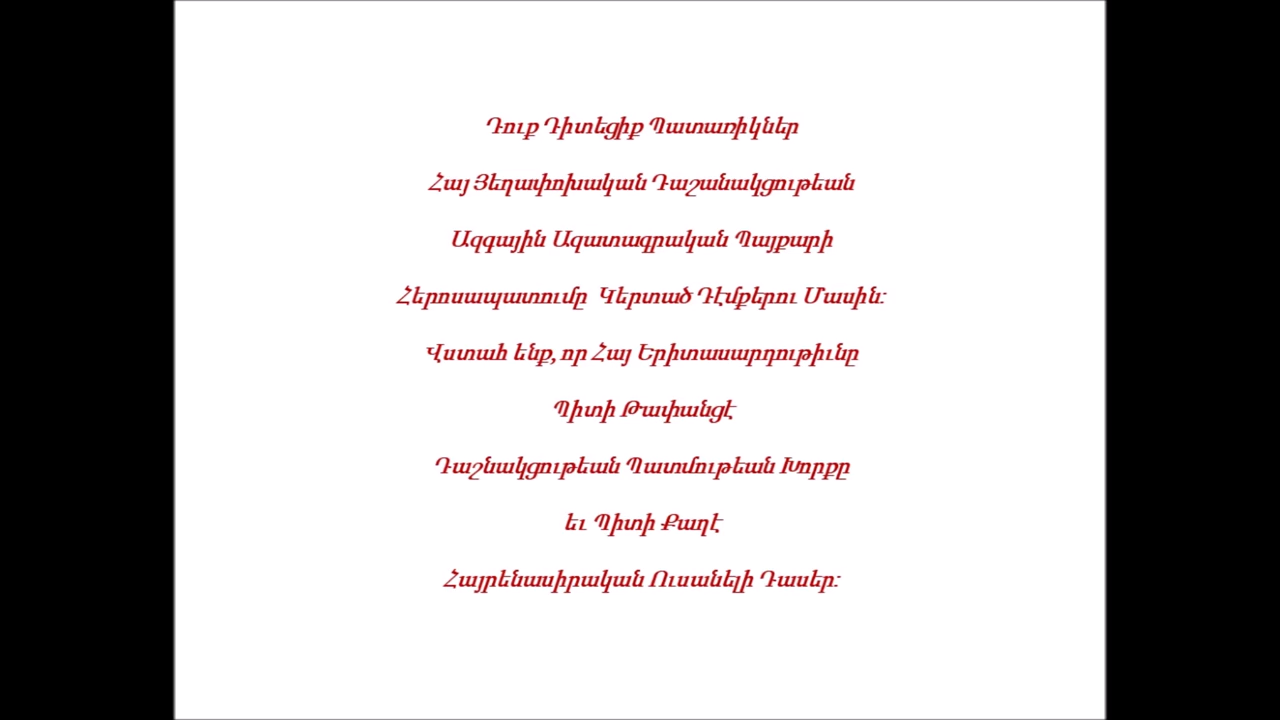 Դուք Դիտեցիք Պատառիկներ
Հայ Յեղափոխական Դաշանակցութեան
Ազգային Ազատագրական Պայքարի
Հերոսապատումը Կերտած Դէմքերու Մասին:
Վստահ ենք, որ Հայ Երիտասարդութիւնը
Պիտի Թափանցէ
Դաշնակցութեան Պատմութեան Խորքը
եւ Պիտի Քաղէ
Հայրենասիրական Ուսանելի Դասեր: